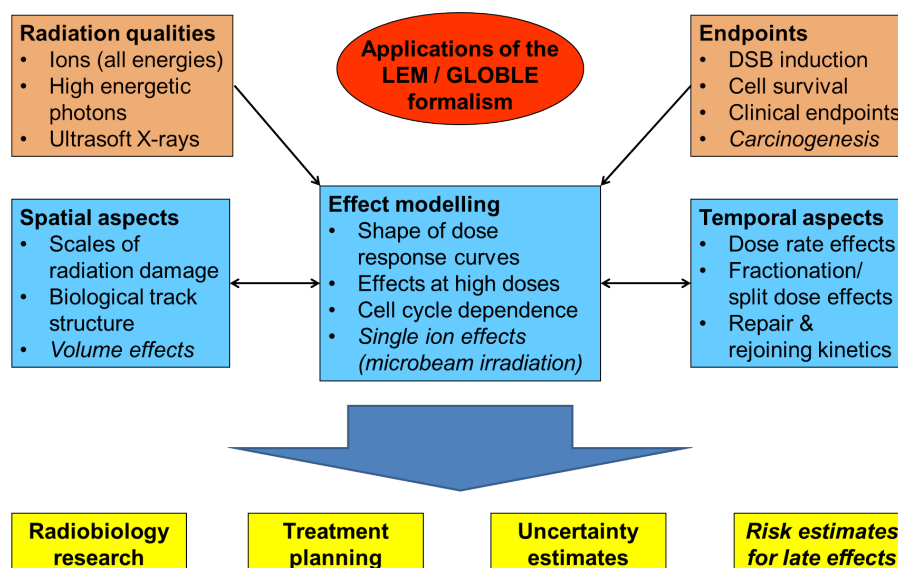 Radiation qualities
• Ions (all energies)
• High energetic
photons
• Ultrasoft X-rays
Applications of the
LEM / GLOBLE
formalism
Endpoints
• DSB induction
• Cell survival
• Clinical endpoints
• Carcinogenesis
Spatial aspects
• Scales of
radiation damage
• Biological track
structure
• Volume effects
Effect modelling
• Shape of dose
response curves
• Effects at high doses
• Cell cycle dependence
• Single ion effects
(microbeam irradiation)
Temporal aspects
• Dose rate effects
• Fractionation/
split dose effects
• Repair &
rejoining kinetics
Radiobiology
research
Treatment
planning
Uncertainty
estimates
Risk estimates
for late effects